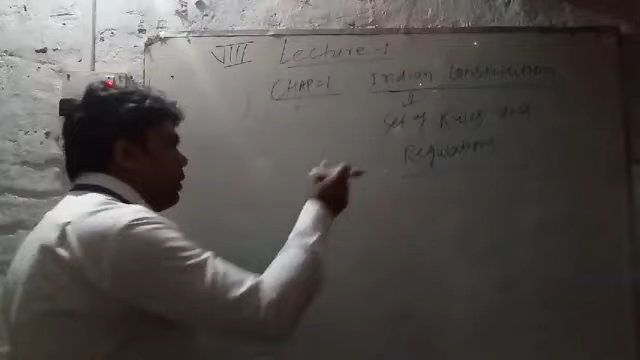 VIII Lecture-1
CHAP:1 Indian Constitution
Set of Rules and
Regulations